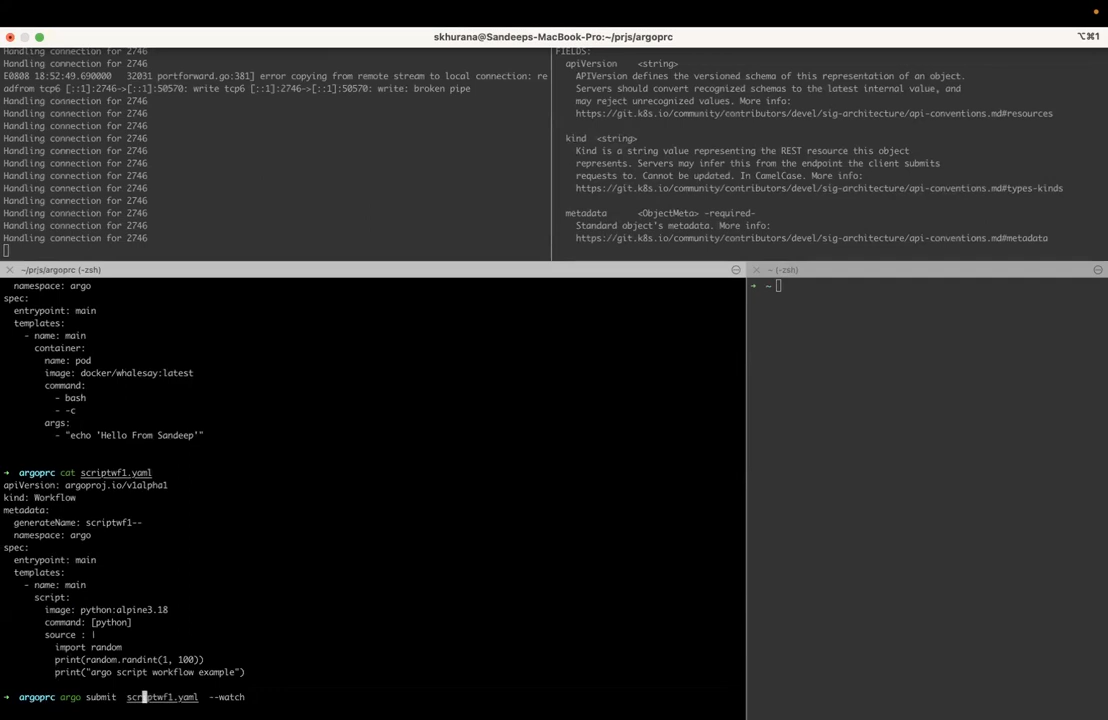 skhurana@Sandeeps-MacBook-Pro:~/prjs/argoprc
⌥⌘1
Handling connection for 2746
Handling connection for 2746
E0808 18:52:49.690000   32031 portforward.go:381] error copying from remote stream to local connection: re
adfrom tcp6 [::1]:2746->[::1]:50570: write tcp6 [::1]:2746->[::1]:50570: write: broken pipe
Handling connection for 2746
Handling connection for 2746
Handling connection for 2746
Handling connection for 2746
Handling connection for 2746
Handling connection for 2746
Handling connection for 2746
Handling connection for 2746
Handling connection for 2746
Handling connection for 2746
Handling connection for 2746
Handling connection for 2746
FIELDS:
  apiVersion    <string>
    APIVersion defines the versioned schema of this representation of an object.
    Servers should convert recognized schemas to the latest internal value, and
    may reject unrecognized values. More info:
    https://git.k8s.io/community/contributors/devel/sig-architecture/api-conventions.md#resources
  kind  <string>
    Kind is a string value representing the REST resource this object
    represents. Servers may infer this from the endpoint the client submits
    requests to. Cannot be updated. In CamelCase. More info:
    https://git.k8s.io/community/contributors/devel/sig-architecture/api-conventions.md#types-kinds
  metadata      <ObjectMeta> -required-
    Standard object's metadata. More info:
    https://git.k8s.io/community/contributors/devel/sig-architecture/api-conventions.md#metadata
~/prjs/argoprc (-zsh)
  namespace: argo
spec:
  entrypoint: main
  templates:
    - name: main
      container:
        name: pod
        image: docker/whalesay:latest
        command:
          - bash
          - -c
        args:
          - "echo 'Hello From Sandeep'"
➜  argoprc cat scriptwf1.yaml
apiVersion: argoproj.io/v1alpha1
kind: Workflow
metadata:
  generateName: scriptwf1--
  namespace: argo
spec:
  entrypoint: main
  templates:
    - name: main
      script:
        image: python:alpine3.18
        command: [python]
        source : |
          import random
          print(random.randint(1, 100))
          print("argo script workflow example")
➜  argoprc argo submit  scriptwf1.yaml  --watch
~ (-zsh)
➜  ~